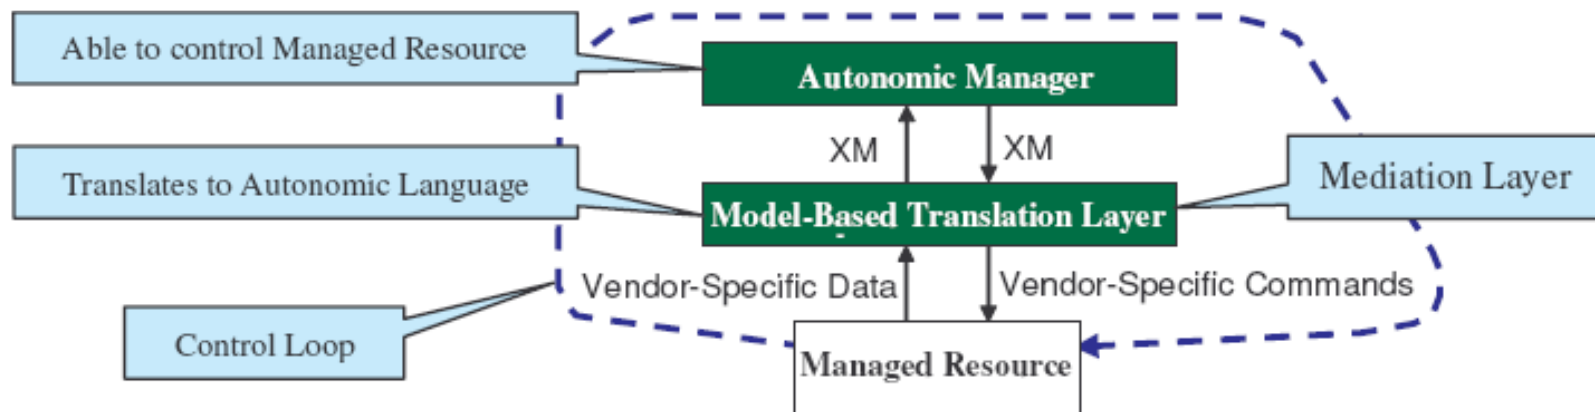 Able to control Managed Resource
Autonomic Manager
XM
XM
Translates to Autonomic Language
Mediation Layer
Model-Based Translation Layer
Vendor-Specific Data
Vendor-Specific Commands
Control Loop
Managed Resource